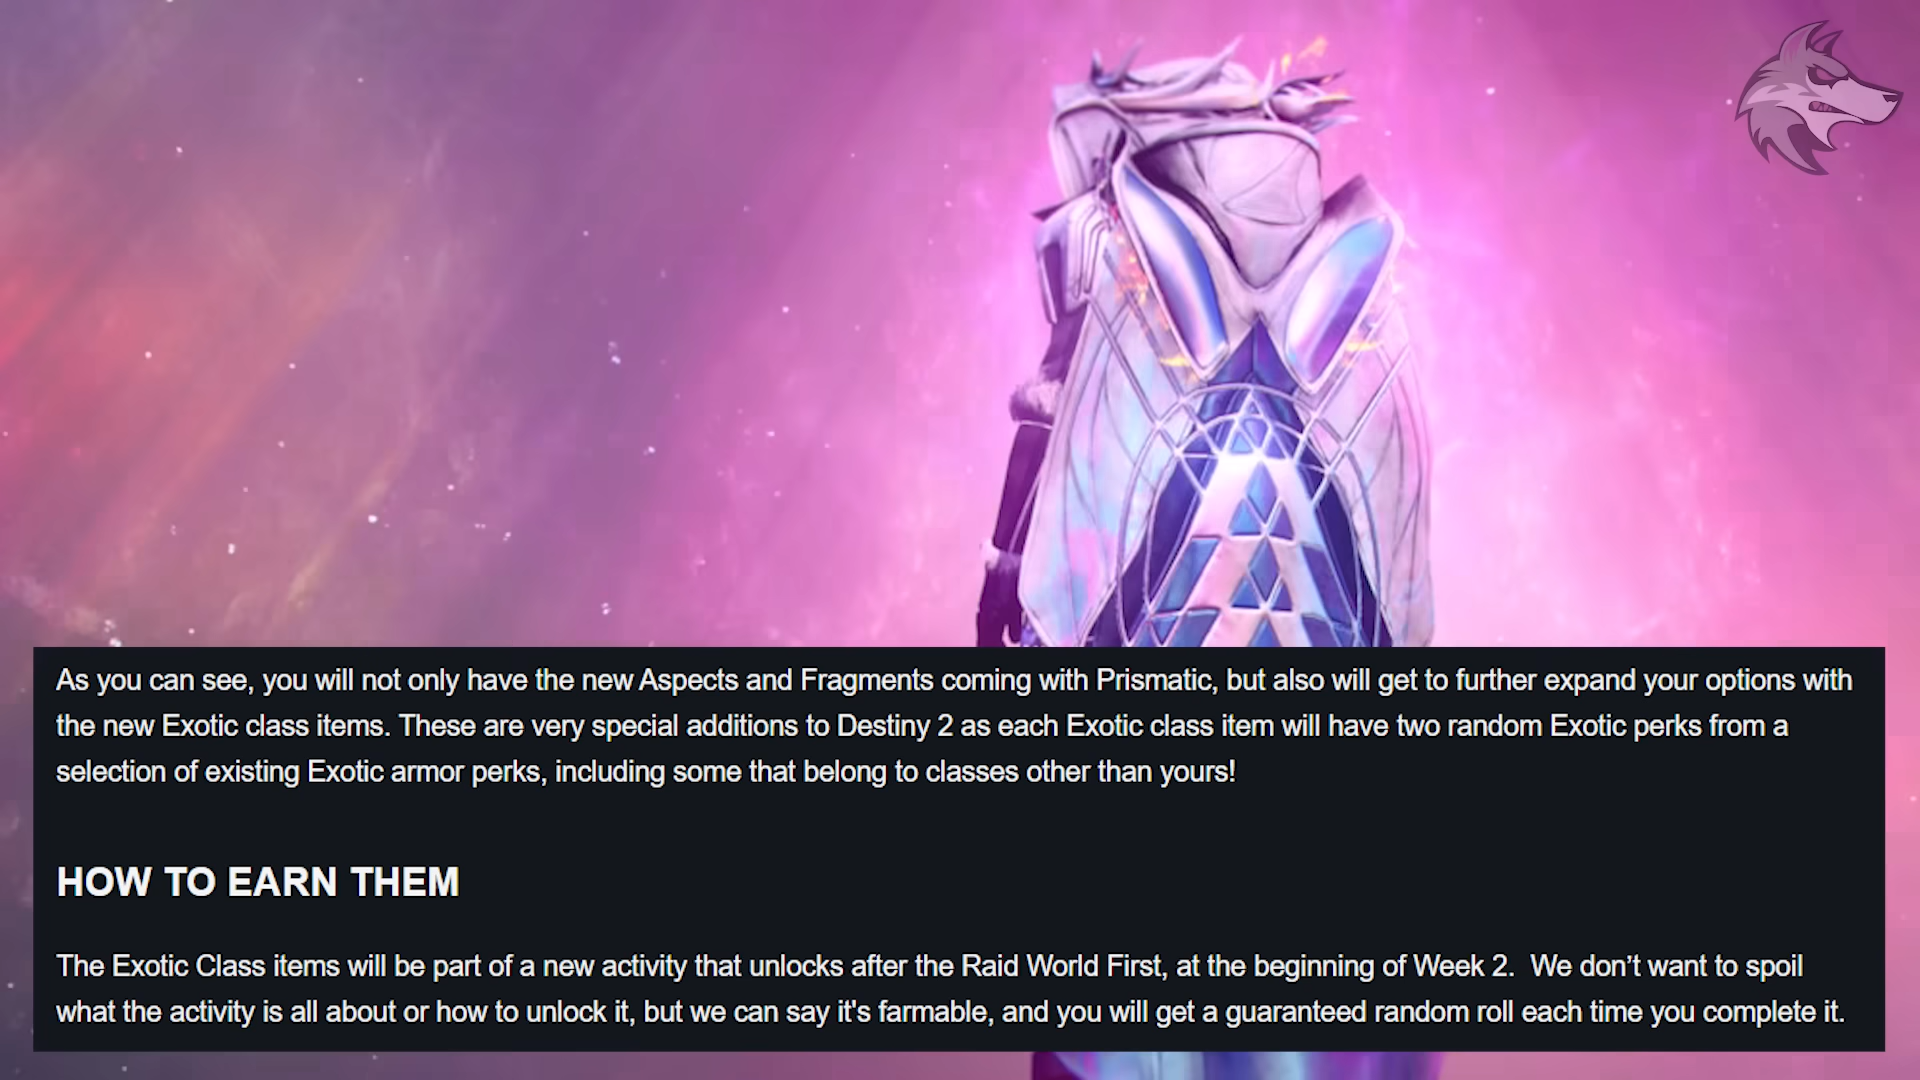 As you can see, you will not only have the new Aspects and Fragments coming with Prismatic, but also will get to further expand your options with
the new Exotic class items. These are very special additions to Destiny 2 as each Exotic class item will have two random Exotic perks from a
selection of existing Exotic armor perks, including some that belong to classes other than yours!
HOW TO EARN THEM
The Exotic Class items will be part of a new activity that unlocks after the Raid World First, at the beginning of Week 2.  We don’t want to spoil
what the activity is all about or how to unlock it, but we can say it's farmable, and you will get a guaranteed random roll each time you complete it.